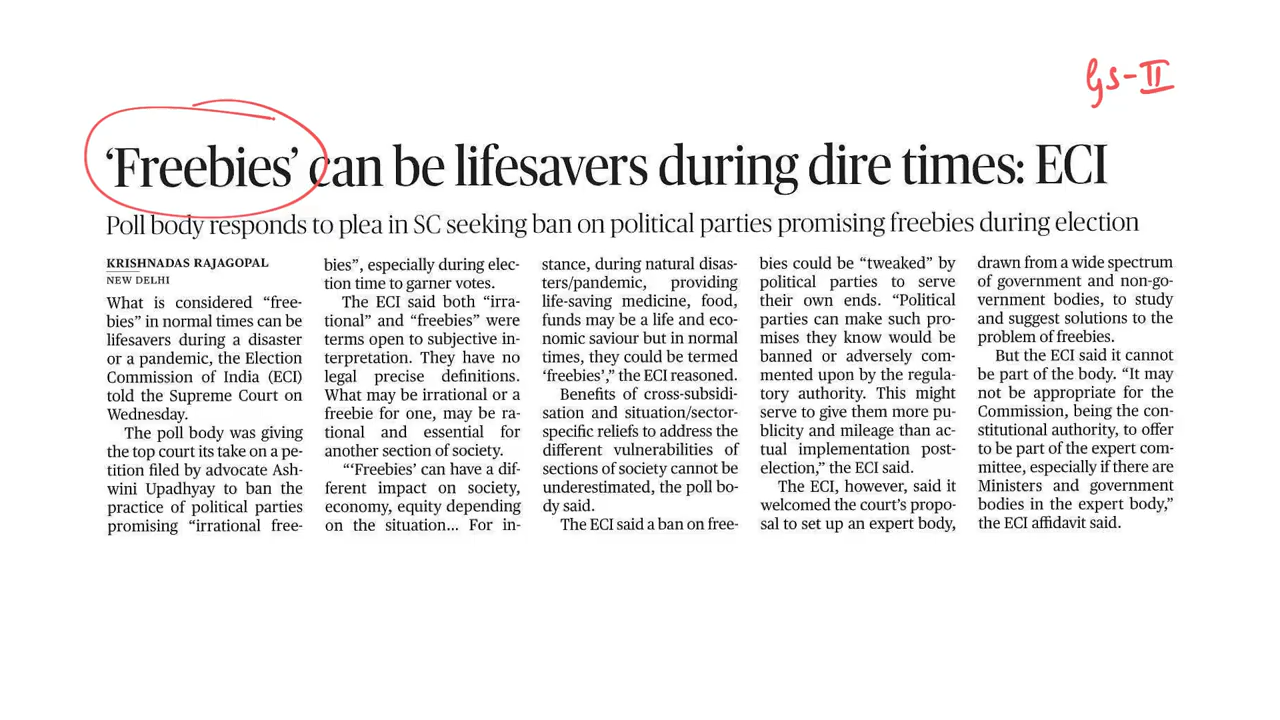 GS-II
‘Freebies’ can be lifesavers during dire times: ECI
Poll body responds to plea in SC seeking ban on political parties promising freebies during election
KRISHNADAS RAJAGOPAL
NEW DELHI
What is considered “free-
bies” in normal times can be
lifesavers during a disaster
or a pandemic, the Election
Commission of India (ECI)
told the Supreme Court on
Wednesday.
The poll body was giving
the top court its take on a pe-
tition filed by advocate Ash-
wini Upadhyay to ban the
practice of political parties
promising “irrational free-
bies”, especially during elec-
tion time to garner votes.
The ECI said both “irra-
tional” and “freebies” were
terms open to subjective in-
terpretation. They have no
legal precise definitions.
What may be irrational or a
freebie for one, may be ra-
tional and essential for
another section of society.
“‘Freebies’ can have a dif-
ferent impact on society,
economy, equity depending
on the situation... For in-
stance, during natural disas-
ters/pandemic, providing
life-saving medicine, food,
funds may be a life and eco-
nomic saviour but in normal
times, they could be termed
‘freebies’,” the ECI reasoned.
Benefits of cross-subsidi-
sation and situation/sector-
specific reliefs to address the
different vulnerabilities of
sections of society cannot be
underestimated, the poll bo-
dy said.
The ECI said a ban on free-
bies could be “tweaked” by
political parties to serve
their own ends. “Political
parties can make such pro-
mises they know would be
banned or adversely com-
mented upon by the regula-
tory authority. This might
serve to give them more pu-
blicity and mileage than ac-
tual implementation post-
election,” the ECI said.
The ECI, however, said it
welcomed the court’s propo-
sal to set up an expert body,
drawn from a wide spectrum
of government and non-go-
vernment bodies, to study
and suggest solutions to the
problem of freebies.
But the ECI said it cannot
be part of the body. “It may
not be appropriate for the
Commission, being the con-
stitutional authority, to offer
to be part of the expert com-
mittee, especially if there are
Ministers and government
bodies in the expert body,”
the ECI affidavit said.